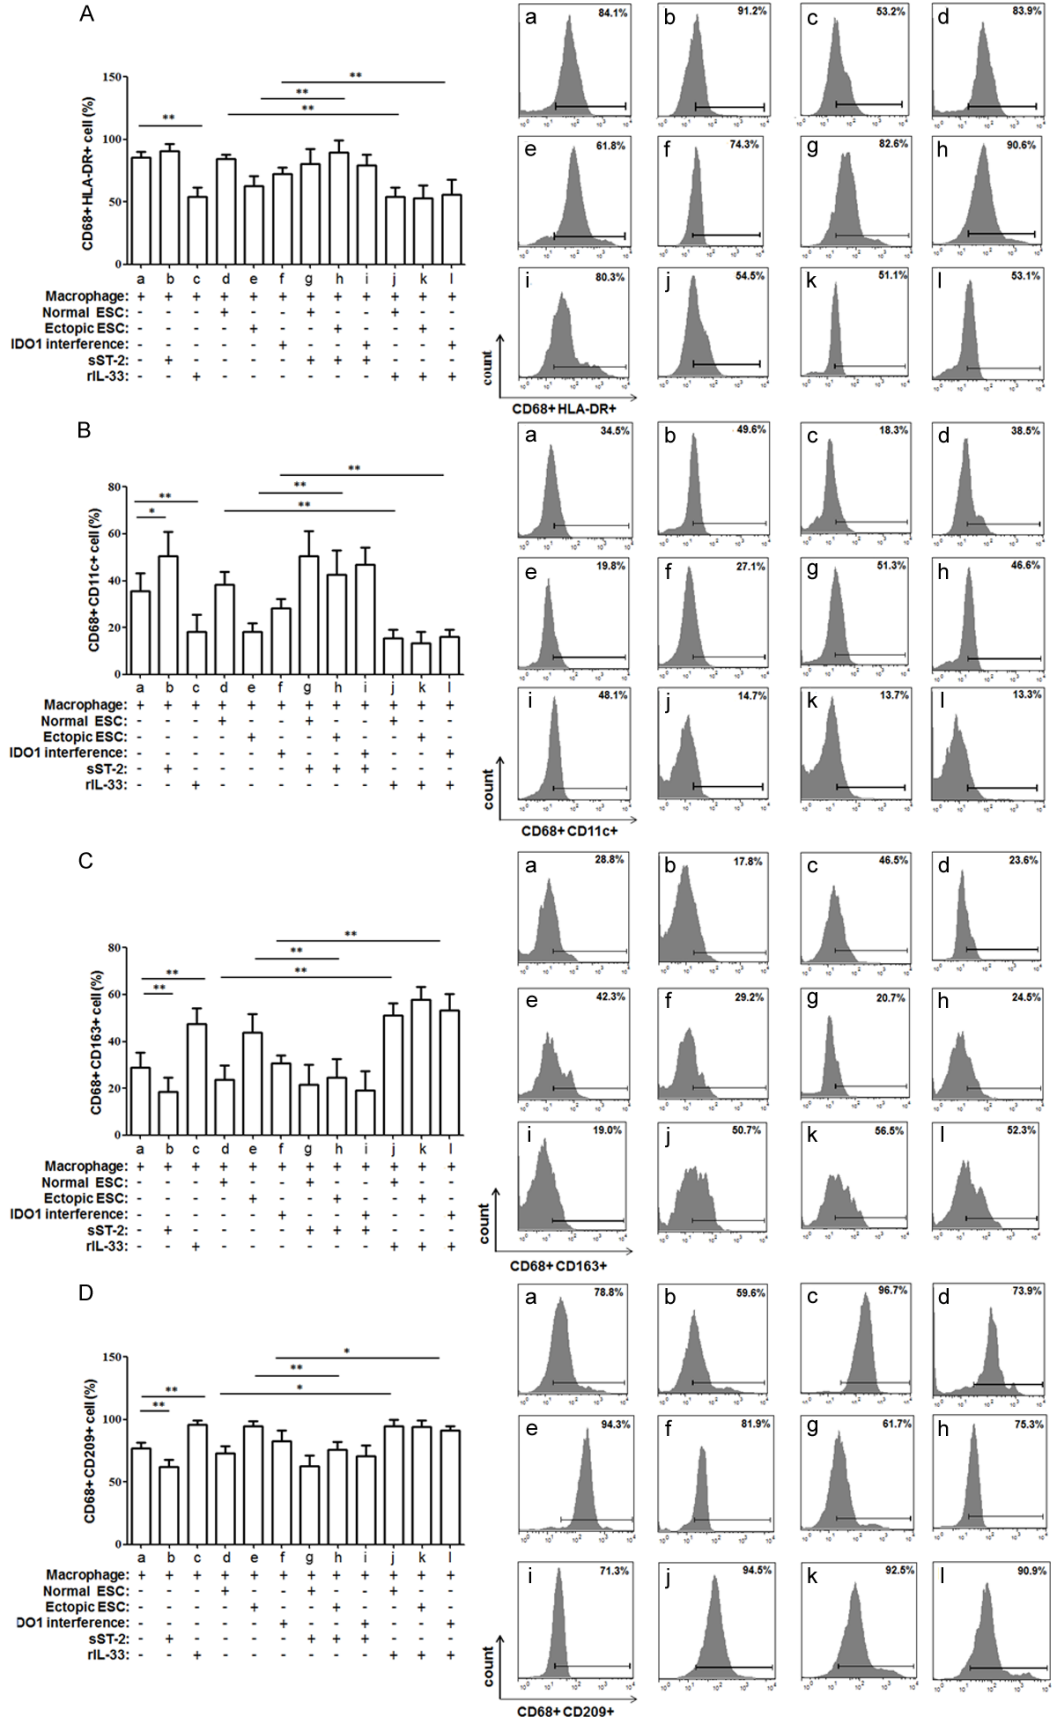 A
CD68+HLA-DR+ cell (%)
150
100
50
0
** ** ** **
a b c d e f g h i j k l
Macrophage: + + + + + + + + + + + +
Normal ESC: - - - + - - + - - + - -
Ectopic ESC: - - - - + - - + - - + -
IDO1 interference: - - - - - + - - + - - +
sST-2: - + - - - - + + + - - -
rIL-33: - - + - - - - - - + + +
a 84.1%
b 91.2%
c 53.2%
d 83.9%
e 61.8%
f 74.3%
g 82.6%
h 90.6%
i 80.3%
j 54.5%
k 51.1%
l 53.1%
count
CD68+HLA-DR+
B
CD68+CD11c+ cell (%)
80
60
40
20
0
** ** ** ** *
a b c d e f g h i j k l
Macrophage: + + + + + + + + + + + +
Normal ESC: - - - + - - + - - + - -
Ectopic ESC: - - - - + - - + - - + -
IDO1 interference: - - - - - + - - + - - +
sST-2: - + - - - - + + + - - -
rIL-33: - - + - - - - - - + + +
a 34.5%
b 49.6%
c 18.3%
d 38.5%
e 19.8%
f 27.1%
g 51.3%
h 46.6%
i 48.1%
j 14.7%
k 13.7%
l 13.3%
count
CD68+CD11c+
C
CD68+CD163+ cell (%)
80
60
40
20
0
** ** ** ** **
a b c d e f g h i j k l
Macrophage: + + + + + + + + + + + +
Normal ESC: - - - + - - + - - + - -
Ectopic ESC: - - - - + - - + - - + -
IDO1 interference: - - - - - + - - + - - +
sST-2: - + - - - - + + + - - -
rIL-33: - - + - - - - - - + + +
a 28.8%
b 17.8%
c 46.5%
d 23.6%
e 42.3%
f 29.2%
g 20.7%
h 24.5%
i 19.0%
j 50.7%
k 56.5%
l 52.3%
count
CD68+CD163+
D
CD68+CD209+ cell (%)
150
100
50
0
* ** * ** **
a b c d e f g h i j k l
Macrophage: + + + + + + + + + + + +
Normal ESC: - - - + - - + - - + - -
Ectopic ESC: - - - - + - - + - - + -
DO1 interference: - - - - - + - - + - - +
sST-2: - + - - - - + + + - - -
rIL-33: - - + - - - - - - + + +
a 78.8%
b 59.6%
c 96.7%
d 73.9%
e 94.3%
f 81.9%
g 61.7%
h 75.3%
i 71.3%
j 94.5%
k 92.5%
l 90.9%
count
CD68+CD209+